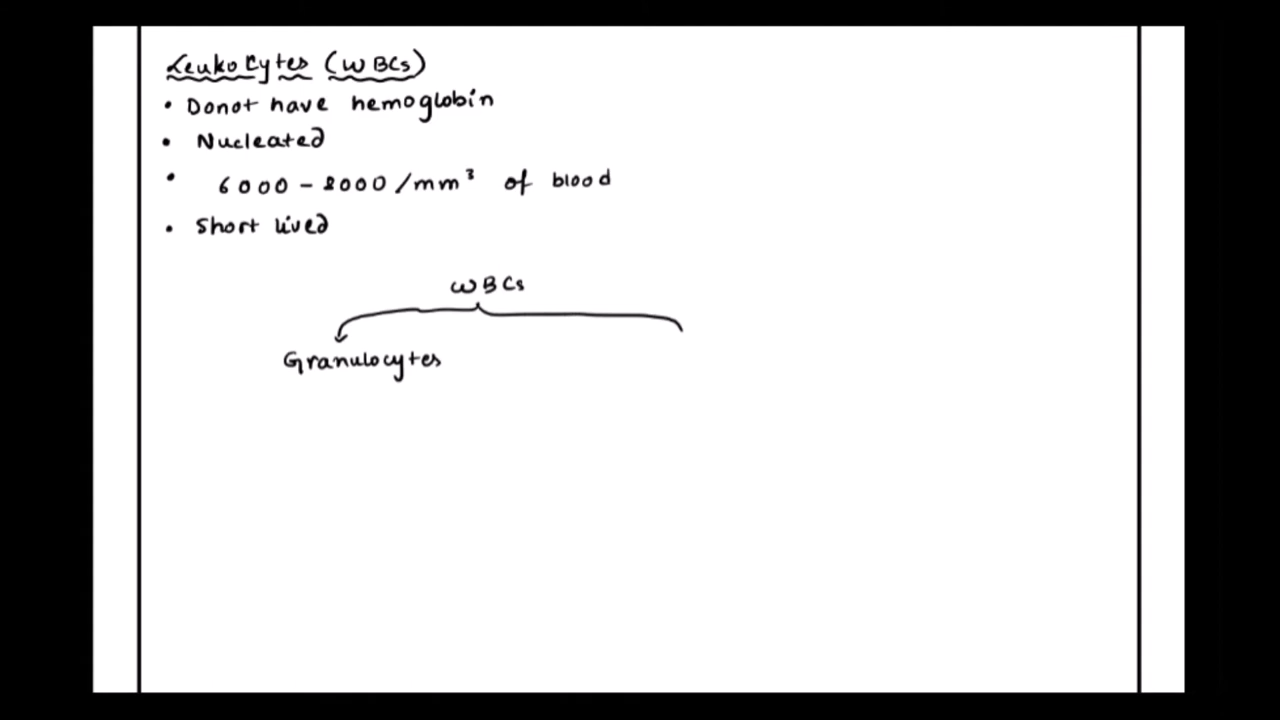 Leukocytes (WBCs)
• Donot have hemoglobin
• Nucleated
• 6000 - 8000 /mm³ of blood
• Short lived
WBCs
Granulocytes